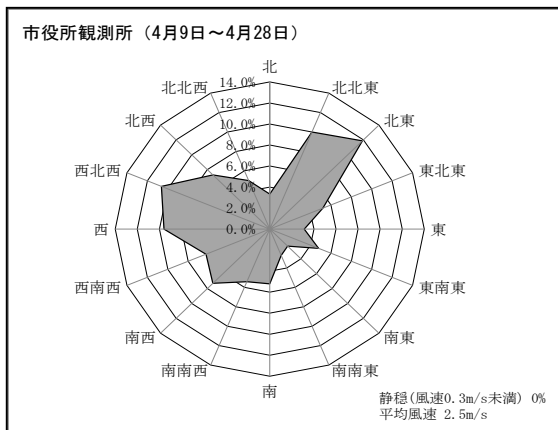 市役所観測所（4月9日～4月28日）
北
北北西
14.0%
北北東
12.0%
北西
10.0%
北東
8.0%
西北西
6.0%
東北東
4.0%
2.0%
西
0.0%
東
西南西
東南東
南西
南東
南南西
南南東
南
静穏(風速0.3m/s未満) 0%
平均風速 2.5m/s